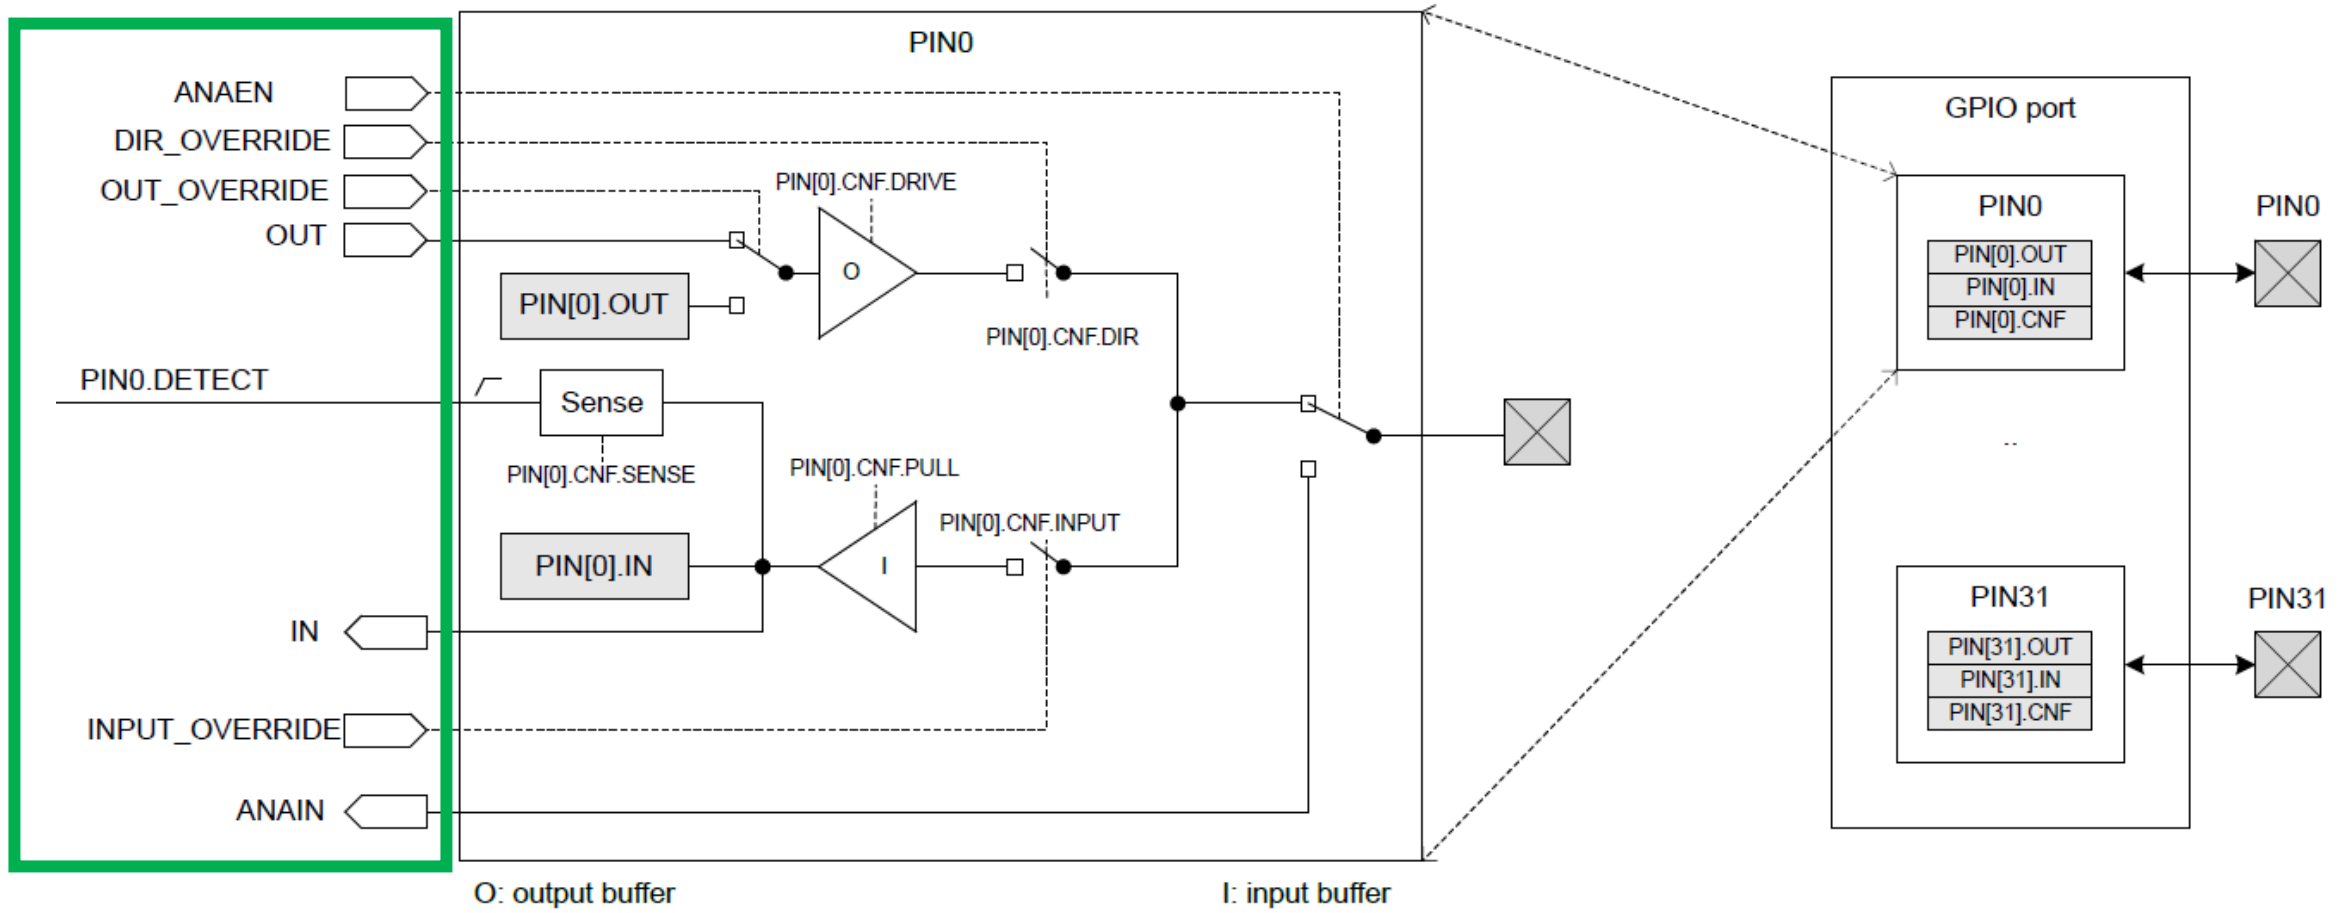 PIN0
ANAEN
DIR_OVERRIDE
OUT_OVERRIDE
OUT
PIN[0].CNF.DRIVE
O
PIN[0].OUT
PIN[0].CNF.DIR
PIN0.DETECT
Sense
PIN[0].CNF.SENSE
PIN[0].CNF.PULL
PIN[0].CNF.INPUT
PIN[0].IN
I
IN
INPUT_OVERRIDE
ANAIN
O: output buffer
I: input buffer
GPIO port
PIN0
PIN[0].OUT
PIN[0].IN
PIN[0].CNF
PIN0
..
PIN31
PIN[31].OUT
PIN[31].IN
PIN[31].CNF
PIN31